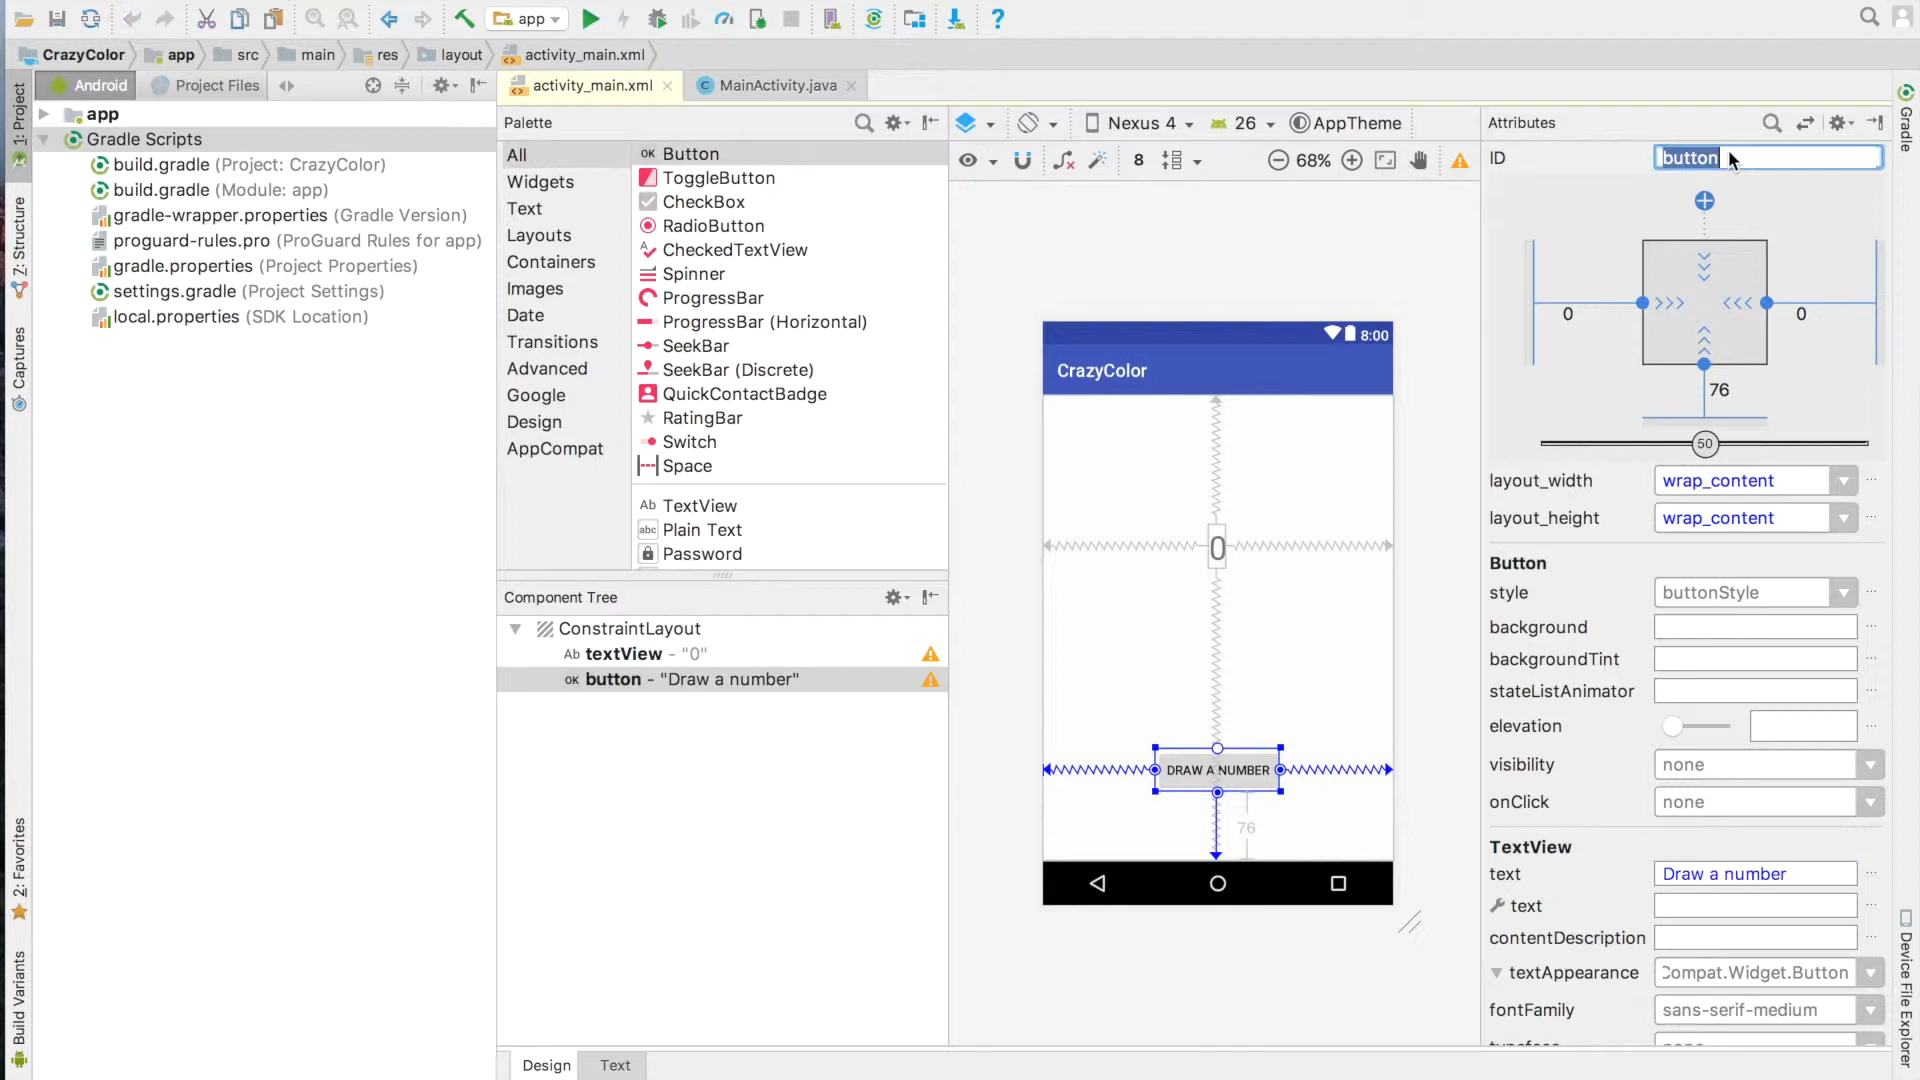 app
CrazyColor
app
src
main
res
layout
activity_main.xml
1: Project
Z: Structure
Captures
2: Favorites
Build Variants
Android
Project Files
app
Gradle Scripts
build.gradle (Project: CrazyColor)
build.gradle (Module: app)
gradle-wrapper.properties (Gradle Version)
proguard-rules.pro (ProGuard Rules for app)
gradle.properties (Project Properties)
settings.gradle (Project Settings)
local.properties (SDK Location)
activity_main.xml
MainActivity.java
Palette
All
Widgets
Text
Layouts
Containers
Images
Date
Transitions
Advanced
Google
Design
AppCompat
OK Button
ToggleButton
CheckBox
RadioButton
CheckedTextView
Spinner
ProgressBar
ProgressBar (Horizontal)
SeekBar
SeekBar (Discrete)
QuickContactBadge
RatingBar
Switch
Space
Ab TextView
abc Plain Text
Password
Component Tree
ConstraintLayout
Ab textView - "0"
OK button - "Draw a number"
Design
Text
Nexus 4
26
AppTheme
8
68%
8:00
CrazyColor
0
DRAW A NUMBER
76
Attributes
ID button
0
0
76
50
layout_width wrap_content
layout_height wrap_content
Button
style buttonStyle
background
backgroundTint
stateListAnimator
elevation
visibility none
onClick none
TextView
text Draw a number
text
contentDescription
textAppearance Compat.Widget.Button
fontFamily sans-serif-medium
Gradle
Device File Explorer